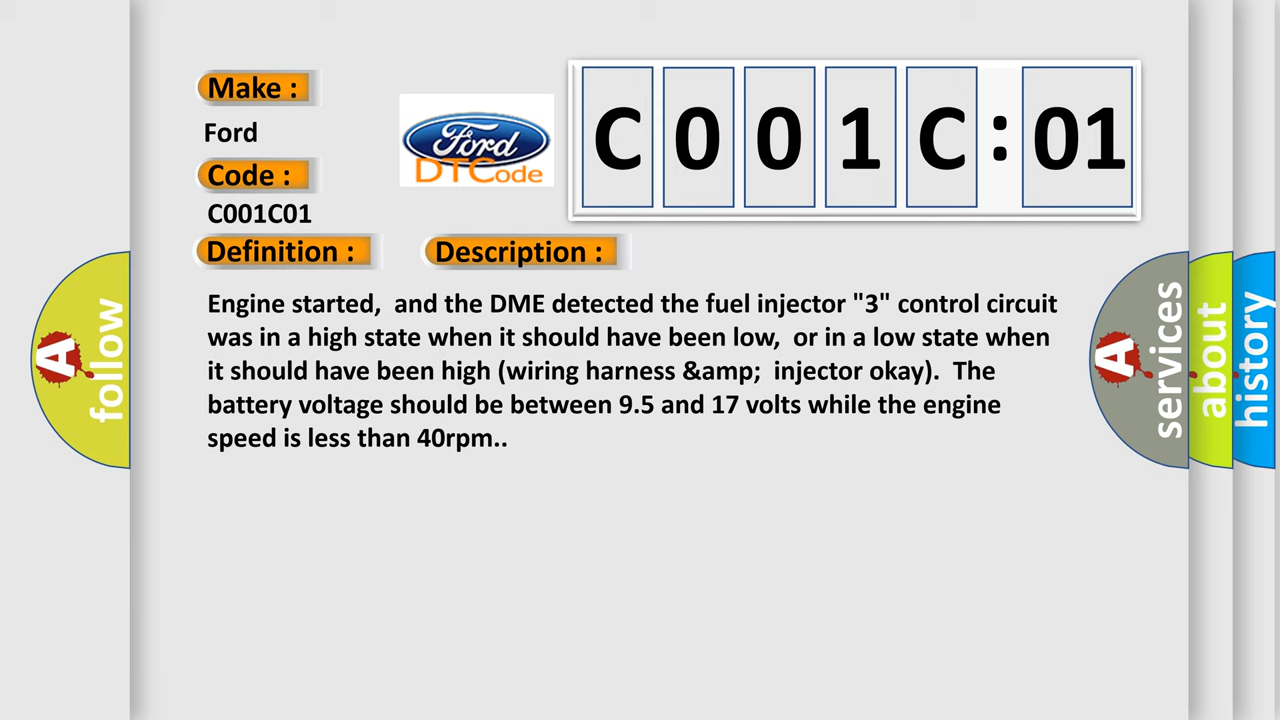 Make :
Ford
Code :
C001C01
Ford
DTCode
C001C:01
Definition :
Description :
Engine started,  and the DME detected the fuel injector "3" control circuit
was in a high state when it should have been low,  or in a low state when
it should have been high (wiring harness &amp;  injector okay).  The
battery voltage should be between 9.5 and 17 volts while the engine
speed is less than 40rpm..
A follow
A services
about
history